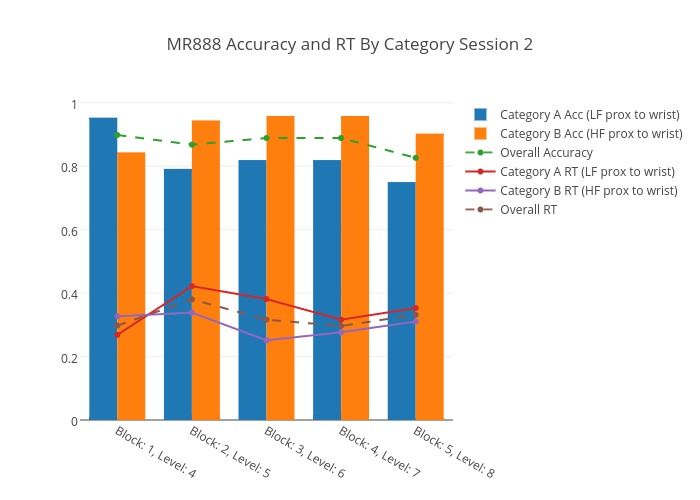 MR888 Accuracy and RT By Category Session 2
1
0.8
0.6
0.4
0.2
0
Block: 1, Level: 4
Block: 2, Level: 5
Block: 3, Level: 6
Block: 4, Level: 7
Block: 5, Level: 8
Category A Acc (LF prox to wrist)
Category B Acc (HF prox to wrist)
Overall Accuracy
Category A RT (LF prox to wrist)
Category B RT (HF prox to wrist)
Overall RT